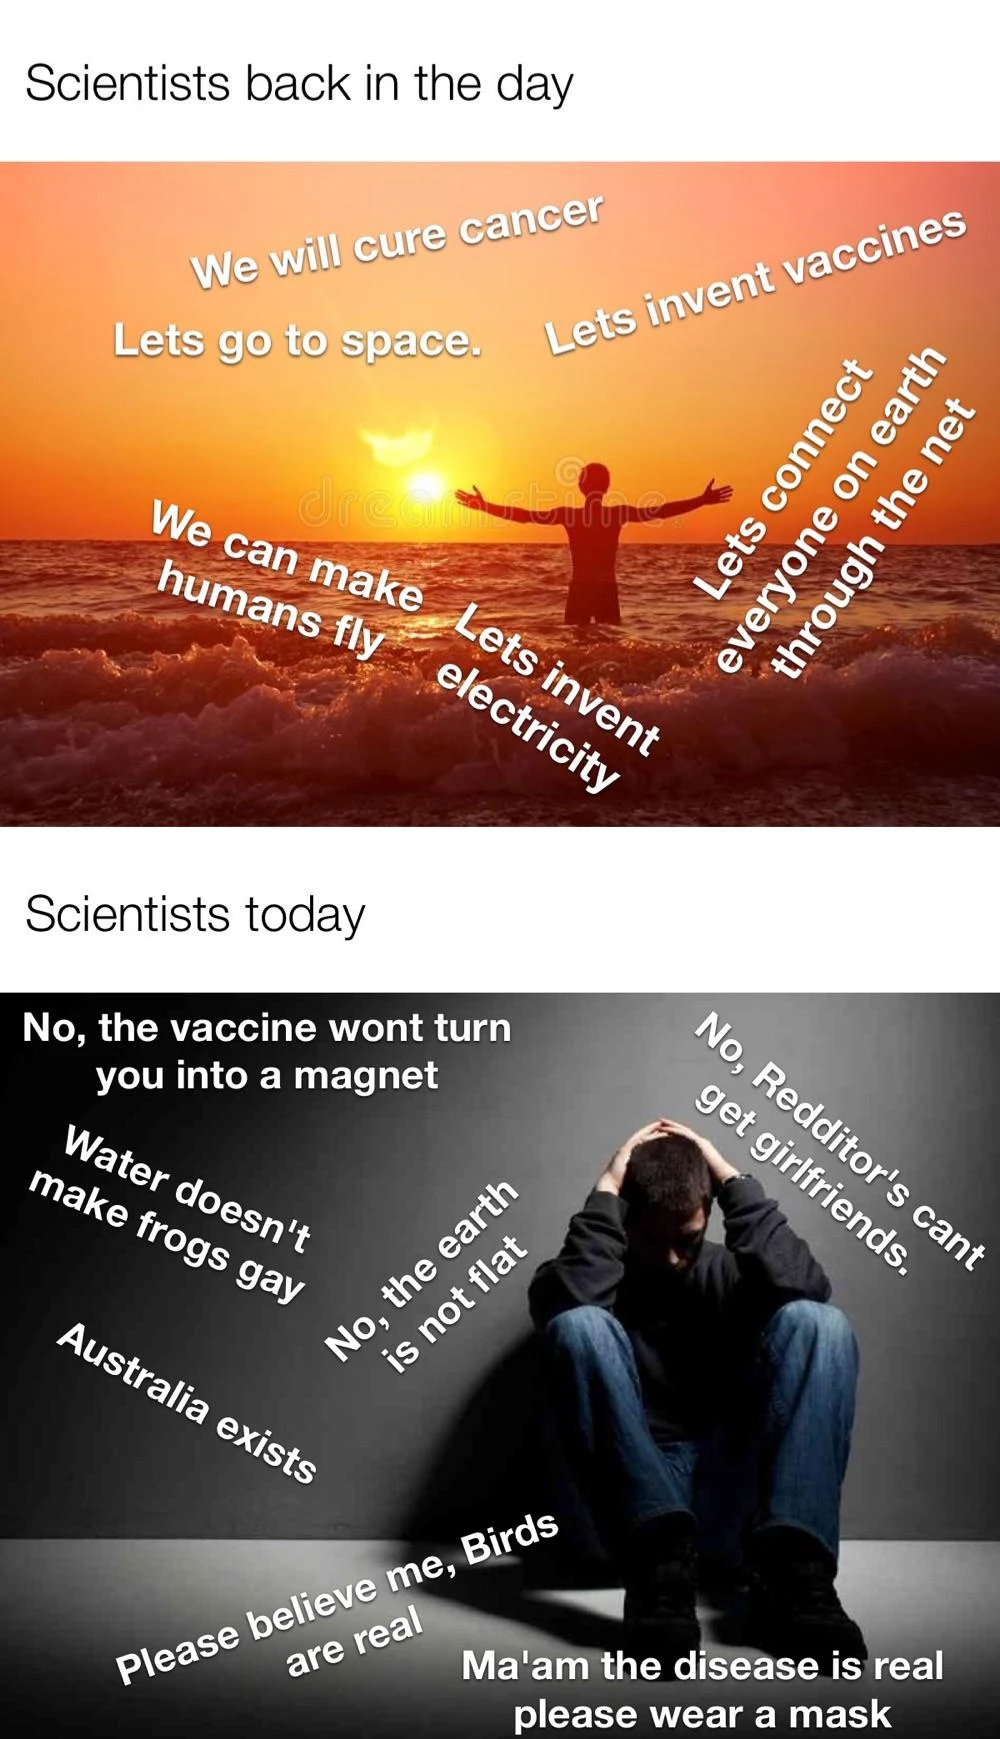 Scientists back in the day
We will cure cancer
Lets invent vaccines
Lets go to space.
Lets connect
everyone on earth
through the net
dreamstime.
We can make
humans fly
Lets invent
electricity
Scientists today
No, the vaccine wont turn
you into a magnet
No, Redditor's cant
get girlfriends.
Water doesn't
make frogs gay
No, the earth
is not flat
Australia exists
Please believe me, Birds
are real
Ma'am the disease is real
please wear a mask